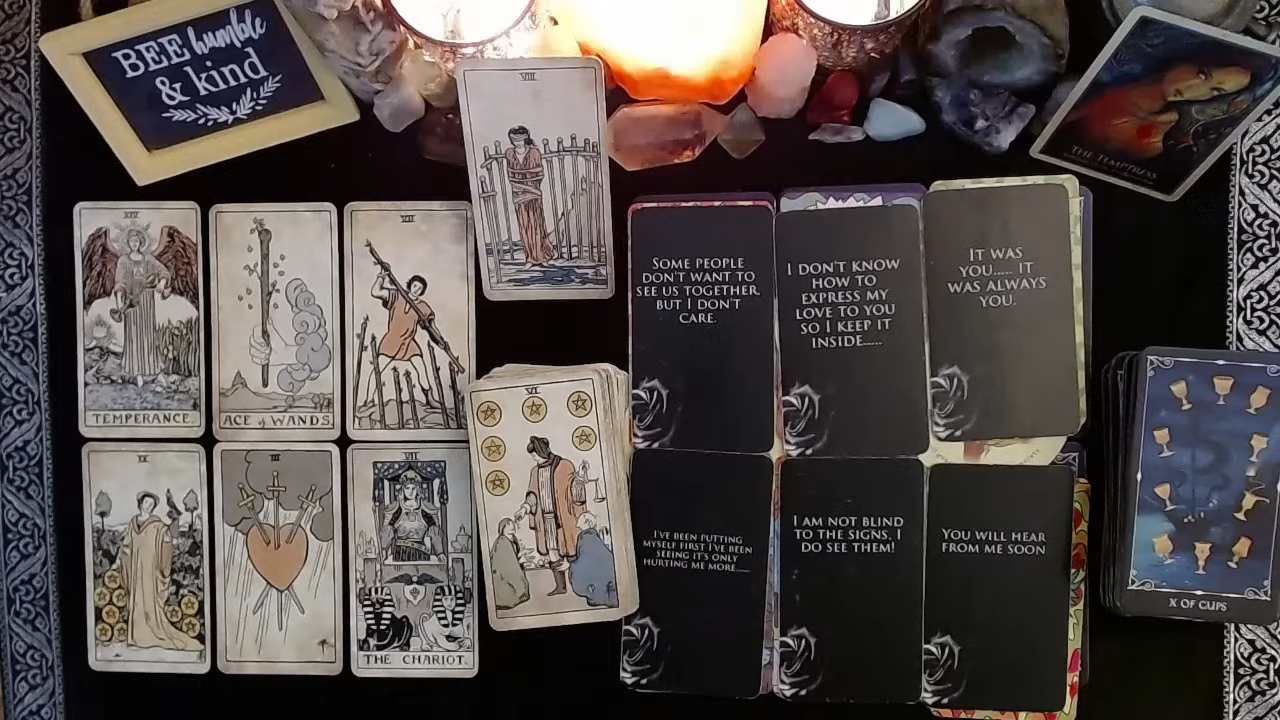 BEE humble
& kind
VIII
THE TEMPTRESS
XIV
TEMPERANCE.
ACE of WANDS.
VII
SOME PEOPLE
DON'T WANT TO
SEE US TOGETHER,
BUT I DON'T
CARE.
I DON'T KNOW
HOW TO
EXPRESS MY
LOVE TO YOU
SO I KEEP IT
INSIDE.....
IT WAS
YOU..... IT
WAS ALWAYS
YOU.
IX
III
VII
THE CHARIOT.
VI
I'VE BEEN PUTTING
MYSELF FIRST I'VE BEEN
SEEING IT'S ONLY
HURTING ME MORE.....
I AM NOT BLIND
TO THE SIGNS, I
DO SEE THEM!
YOU WILL HEAR
FROM ME SOON
X OF CUPS